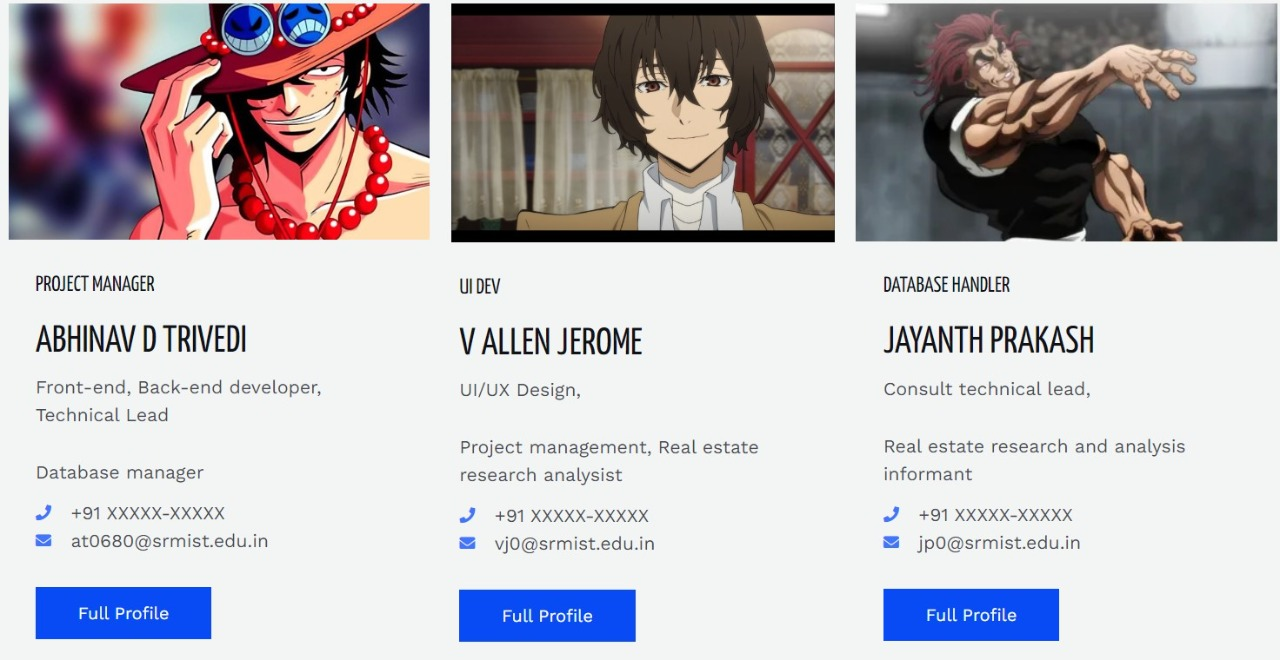 PROJECT MANAGER
ABHINAV D TRIVEDI
Front-end, Back-end developer,
Technical Lead
Database manager
+91 XXXXX-XXXXX
at0680@srmist.edu.in
Full Profile
UI DEV
V ALLEN JEROME
UI/UX Design,
Project management, Real estate
research analysist
+91 XXXXX-XXXXX
vj0@srmist.edu.in
Full Profile
DATABASE HANDLER
JAYANTH PRAKASH
Consult technical lead,
Real estate research and analysis
informant
+91 XXXXX-XXXXX
jp0@srmist.edu.in
Full Profile